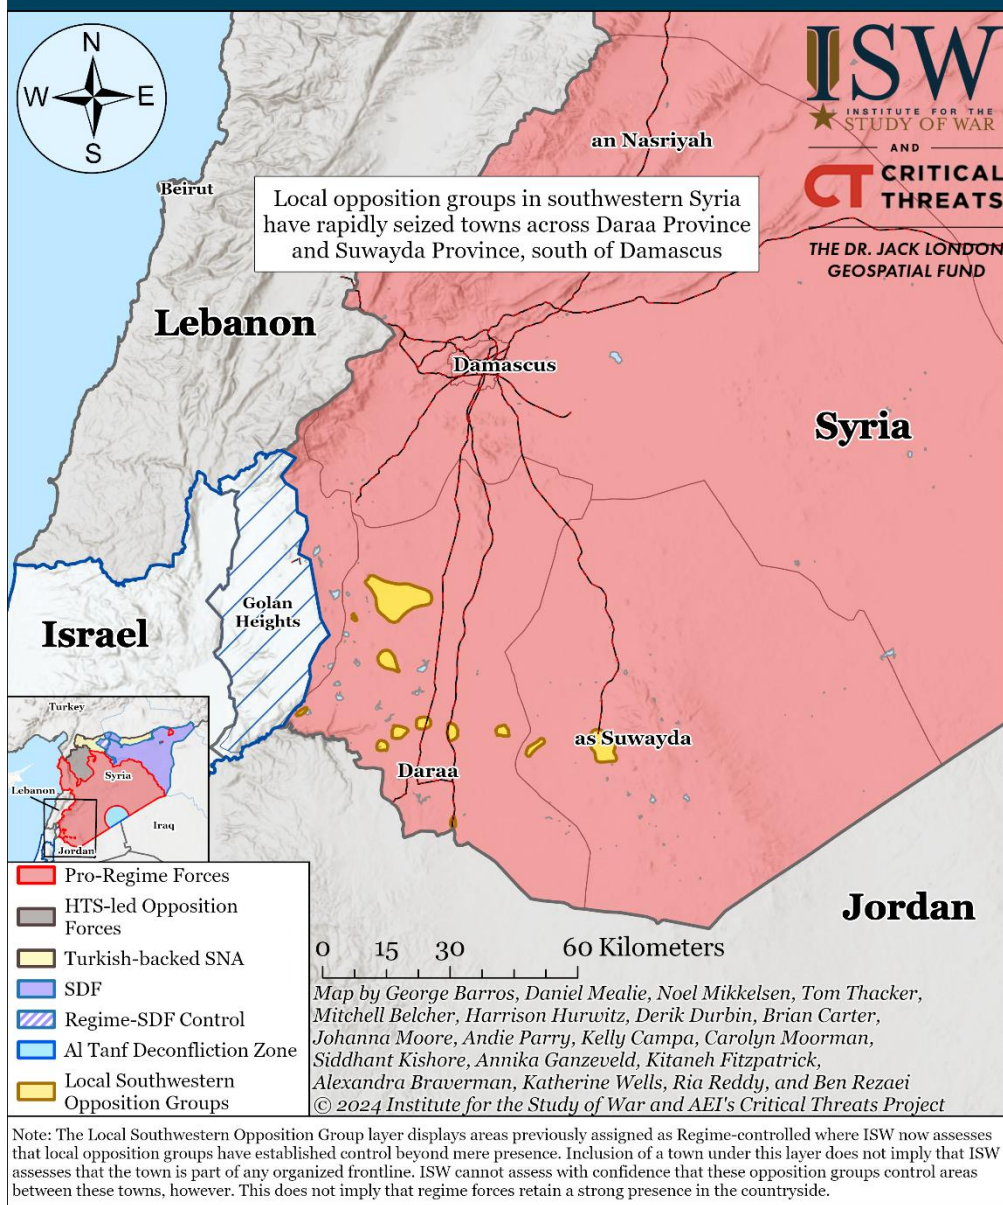 N
W
E
S
ISW
INSTITUTE FOR THE
STUDY OF WAR
AND
CT CRITICAL
THREATS
THE DR. JACK LONDON
GEOSPATIAL FUND
an Nasriyah
Beirut
Local opposition groups in southwestern Syria
have rapidly seized towns across Daraa Province
and Suwayda Province, south of Damascus
Lebanon
Damascus
Syria
Golan
Heights
Israel
as Suwayda
Daraa
Jordan
Turkey
Syria
Lebanon
Iraq
Jordan
Pro-Regime Forces
HTS-led Opposition
Forces
Turkish-backed SNA
SDF
Regime-SDF Control
Al Tanf Deconfliction Zone
Local Southwestern
Opposition Groups
0 15 30 60 Kilometers
Map by George Barros, Daniel Mealie, Noel Mikkelsen, Tom Thacker,
Mitchell Belcher, Harrison Hurwitz, Derik Durbin, Brian Carter,
Johanna Moore, Andie Parry, Kelly Campa, Carolyn Moorman,
Siddhant Kishore, Annika Ganzeveld, Kitaneh Fitzpatrick,
Alexandra Braverman, Katherine Wells, Ria Reddy, and Ben Rezaei
© 2024 Institute for the Study of War and AEI's Critical Threats Project
Note: The Local Southwestern Opposition Group layer displays areas previously assigned as Regime-controlled where ISW now assesses
that local opposition groups have established control beyond mere presence. Inclusion of a town under this layer does not imply that ISW
assesses that the town is part of any organized frontline. ISW cannot assess with confidence that these opposition groups control areas
between these towns, however. This does not imply that regime forces retain a strong presence in the countryside.